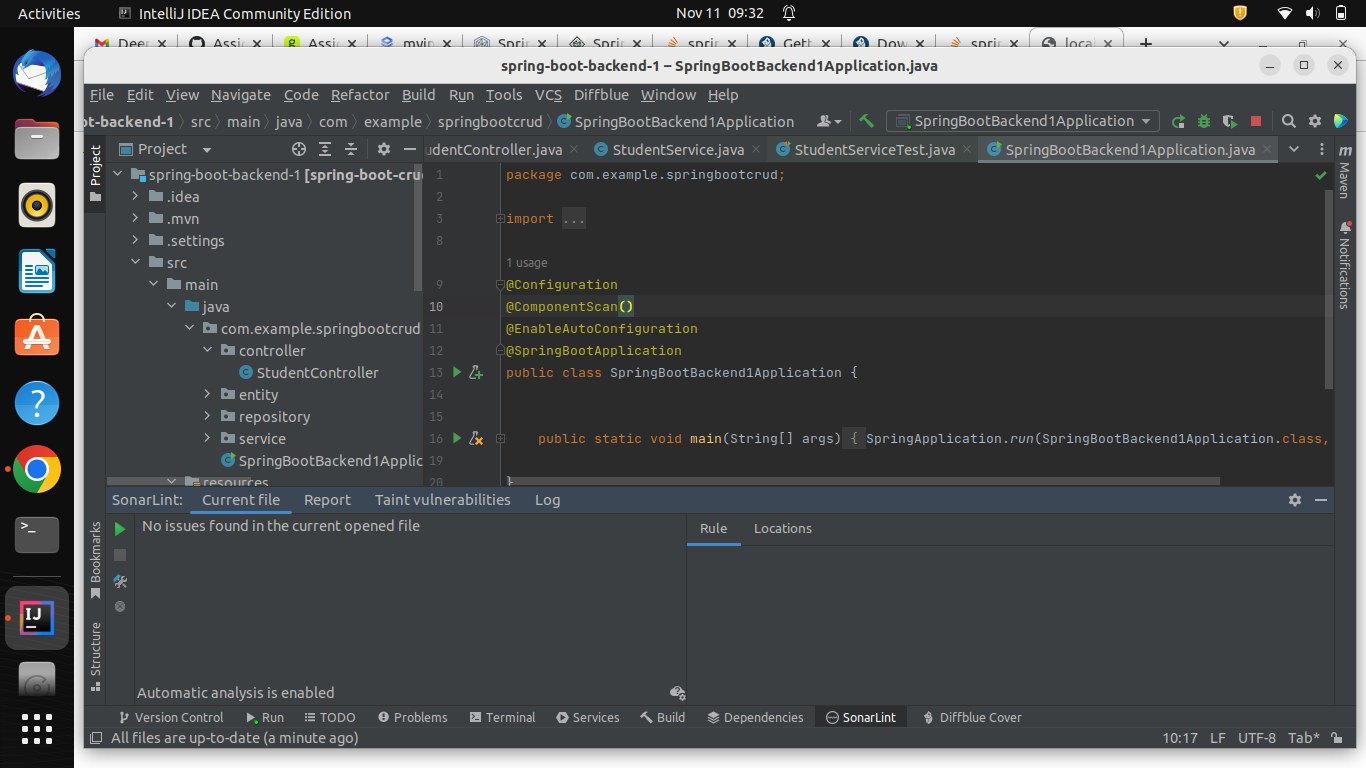 Activities
IntelliJ IDEA Community Edition
Nov 11 09:32
Deep
Assig
Assig
Spri
Spri
sprin
Gett
Dow
sprin
local
spring-boot-backend-1 – SpringBootBackend1Application.java
File Edit View Navigate Code Refactor Build Run Tools VCS Diffblue Window Help
ot-backend-1 src main java com example springbootcrud SpringBootBackend1Application
SpringBootBackend1Application
Project
Project
udentController.java StudentService.java StudentServiceTest.java SpringBootBackend1Application.java
spring-boot-backend-1 [spring-boot-cru
.idea
.mvn
.settings
src
main
java
com.example.springbootcrud
controller
StudentController
entity
repository
service
SpringBootBackend1Applic
resources
1 package com.example.springbootcrud;
2
3 import ...
8
1 usage
9 @Configuration
10 @ComponentScan()
11 @EnableAutoConfiguration
12 @SpringBootApplication
13 public class SpringBootBackend1Application {
14
15
16 public static void main(String[] args) { SpringApplication.run(SpringBootBackend1Application.class,
19
20 }
m
Maven
Notifications
SonarLint: Current file Report Taint vulnerabilities Log
No issues found in the current opened file
Rule Locations
Automatic analysis is enabled
Bookmarks
Structure
Version Control Run TODO Problems Terminal Services Build Dependencies SonarLint Diffblue Cover
All files are up-to-date (a minute ago)
10:17 LF UTF-8 Tab*